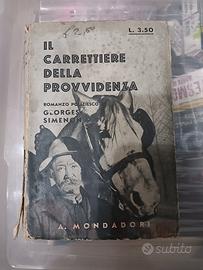 L. 3.50
IL
CARRETTIERE
DELLA
PROVVIDENZA
ROMANZO POLIZIESCO
GEORGES
SIMENON
A. MONDADORI
subito